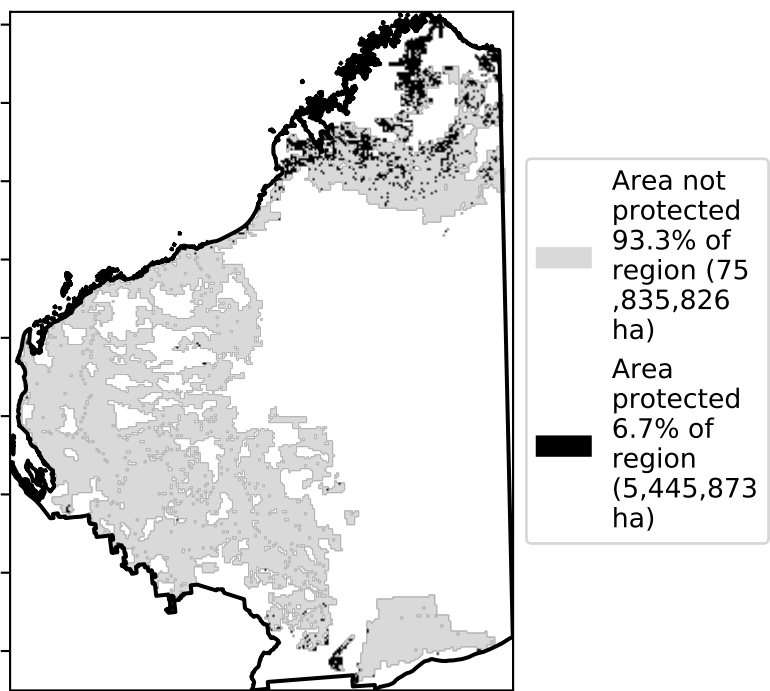 Area not
protected
93.3% of
region (75
,835,826
ha)
Area
protected
6.7% of
region
(5,445,873
ha)